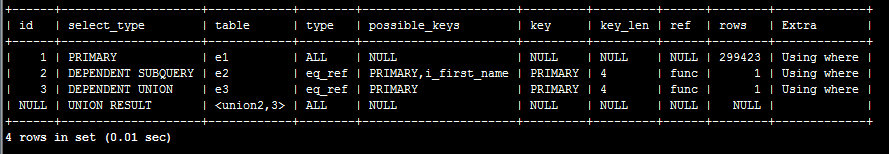 +------+--------------------+------------+--------+----------------------+---------+---------+------+--------+-------------+
| id | select_type | table | type | possible_keys | key | key_len | ref | rows | Extra |
+------+--------------------+------------+--------+----------------------+---------+---------+------+--------+-------------+
| 1 | PRIMARY | e1 | ALL | NULL | NULL | NULL | NULL | 299423 | Using where |
| 2 | DEPENDENT SUBQUERY | e2 | eq_ref | PRIMARY,i_first_name | PRIMARY | 4 | func | 1 | Using where |
| 3 | DEPENDENT UNION | e3 | eq_ref | PRIMARY | PRIMARY | 4 | func | 1 | Using where |
| NULL | UNION RESULT | <union2,3> | ALL | NULL | NULL | NULL | NULL | NULL | |
+------+--------------------+------------+--------+----------------------+---------+---------+------+--------+-------------+
4 rows in set (0.01 sec)